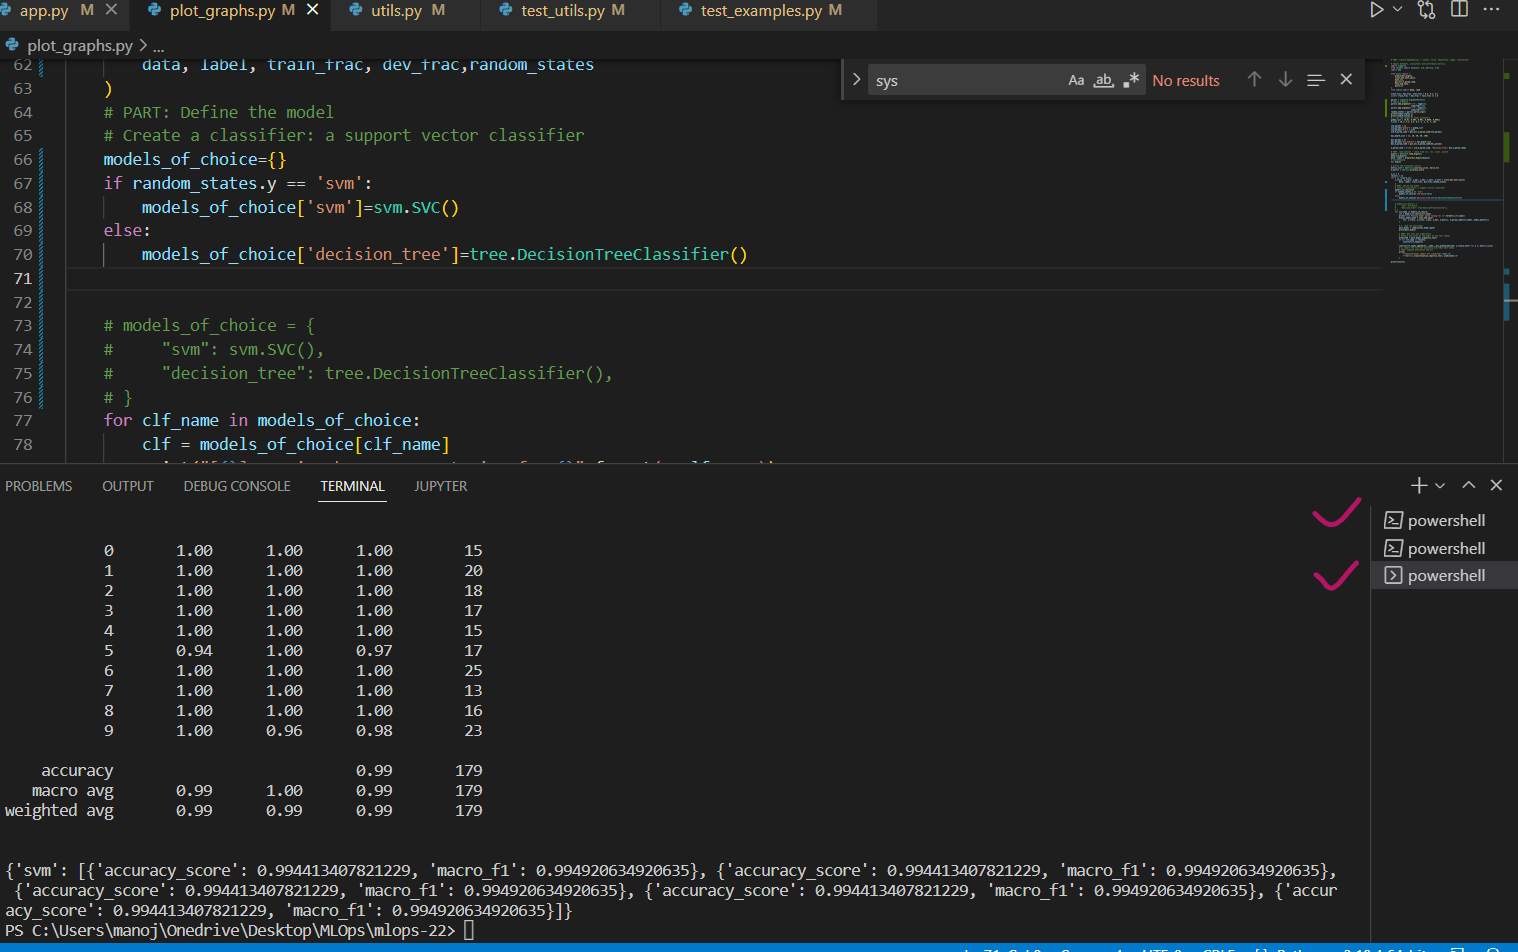 app.py M
plot_graphs.py M
utils.py M
test_utils.py M
test_examples.py M
plot_graphs.py > ...
sys
Aa ab .* No results
62 data, label, train_frac, dev_frac,random_states
63 )
64 # PART: Define the model
65 # Create a classifier: a support vector classifier
66 models_of_choice={}
67 if random_states.y == 'svm':
68 models_of_choice['svm']=svm.SVC()
69 else:
70 models_of_choice['decision_tree']=tree.DecisionTreeClassifier()
71
72
73 # models_of_choice = {
74 # "svm": svm.SVC(),
75 # "decision_tree": tree.DecisionTreeClassifier(),
76 # }
77 for clf_name in models_of_choice:
78 clf = models_of_choice[clf_name]
PROBLEMS OUTPUT DEBUG CONSOLE TERMINAL JUPYTER
powershell
powershell
powershell
0 1.00 1.00 1.00 15
1 1.00 1.00 1.00 20
2 1.00 1.00 1.00 18
3 1.00 1.00 1.00 17
4 1.00 1.00 1.00 15
5 0.94 1.00 0.97 17
6 1.00 1.00 1.00 25
7 1.00 1.00 1.00 13
8 1.00 1.00 1.00 16
9 1.00 0.96 0.98 23
accuracy 0.99 179
macro avg 0.99 1.00 0.99 179
weighted avg 0.99 0.99 0.99 179
{'svm': [{'accuracy_score': 0.994413407821229, 'macro_f1': 0.994920634920635}, {'accuracy_score': 0.994413407821229, 'macro_f1': 0.994920634920635},
{'accuracy_score': 0.994413407821229, 'macro_f1': 0.994920634920635}, {'accuracy_score': 0.994413407821229, 'macro_f1': 0.994920634920635}, {'accur
acy_score': 0.994413407821229, 'macro_f1': 0.994920634920635}]}
PS C:\Users\manoj\Onedrive\Desktop\MLOps\mlops-22>